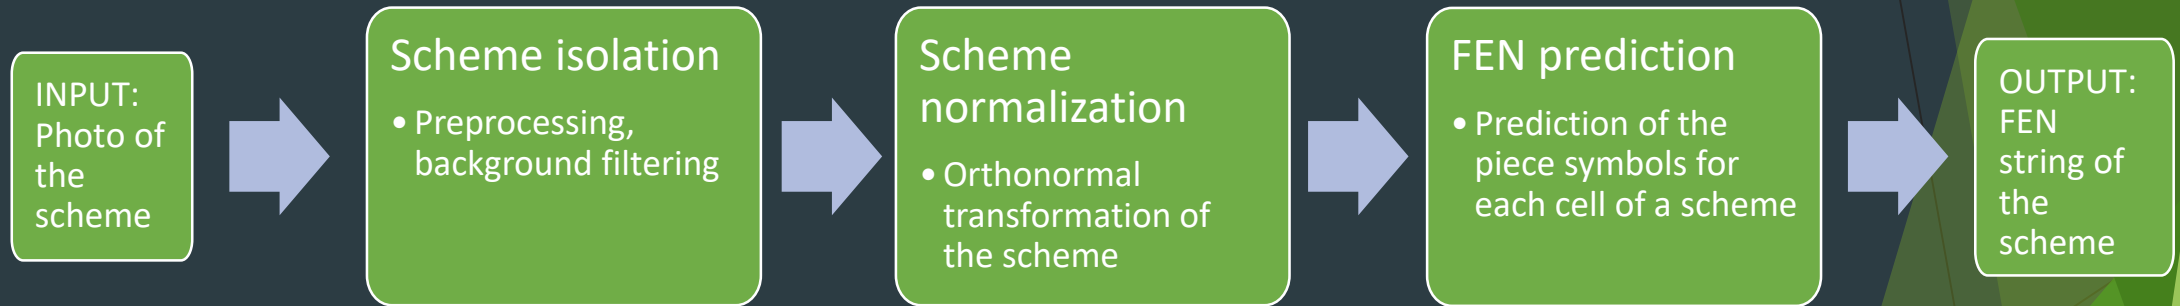 INPUT:
Photo of
the
scheme
Scheme isolation
• Preprocessing,
background filtering
Scheme
normalization
• Orthonormal
transformation of
the scheme
FEN prediction
• Prediction of the
piece symbols for
each cell of a scheme
OUTPUT:
FEN
string of
the
scheme